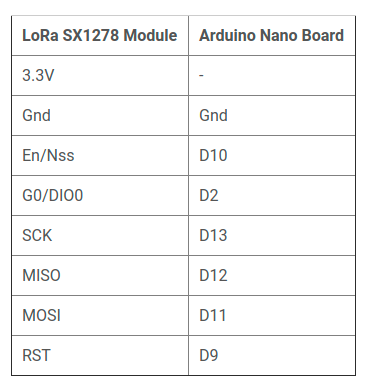 LoRa SX1278 Module Arduino Nano Board
3.3V -
Gnd Gnd
En/Nss D10
G0/DIO0 D2
SCK D13
MISO D12
MOSI D11
RST D9